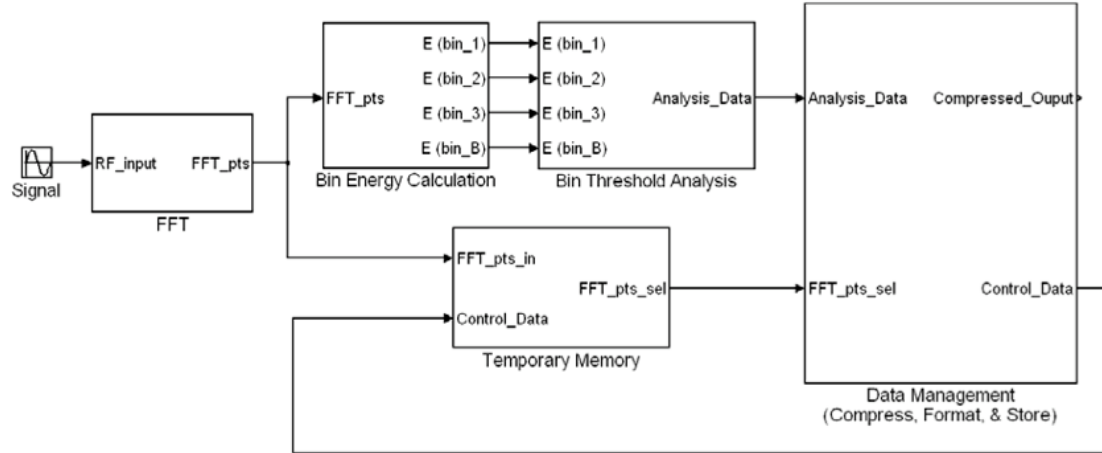 Signal
RF_input
FFT_pts
FFT
FFT_pts
E (bin_1)
E (bin_2)
E (bin_3)
E (bin_B)
Bin Energy Calculation
E (bin_1)
E (bin_2)
E (bin_3)
E (bin_B)
Analysis_Data
Bin Threshold Analysis
FFT_pts_in
Control_Data
FFT_pts_sel
Temporary Memory
Analysis_Data
FFT_pts_sel
Compressed_Ouput
Control_Data
Data Management
(Compress, Format, & Store)